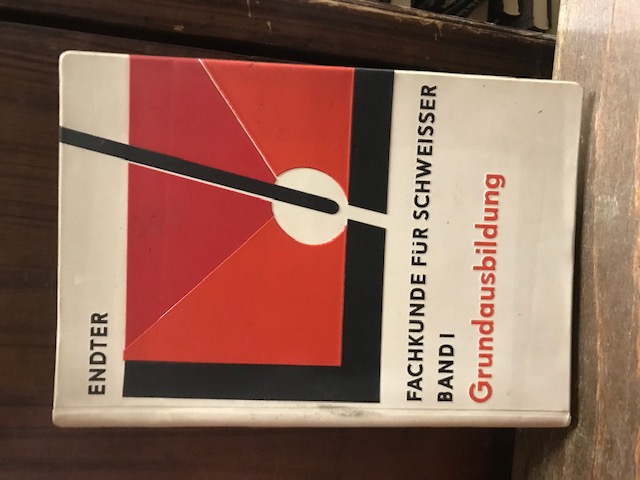 ENDTER
FACHKUNDE FÜR SCHWEISSER
BAND I
Grundausbildung